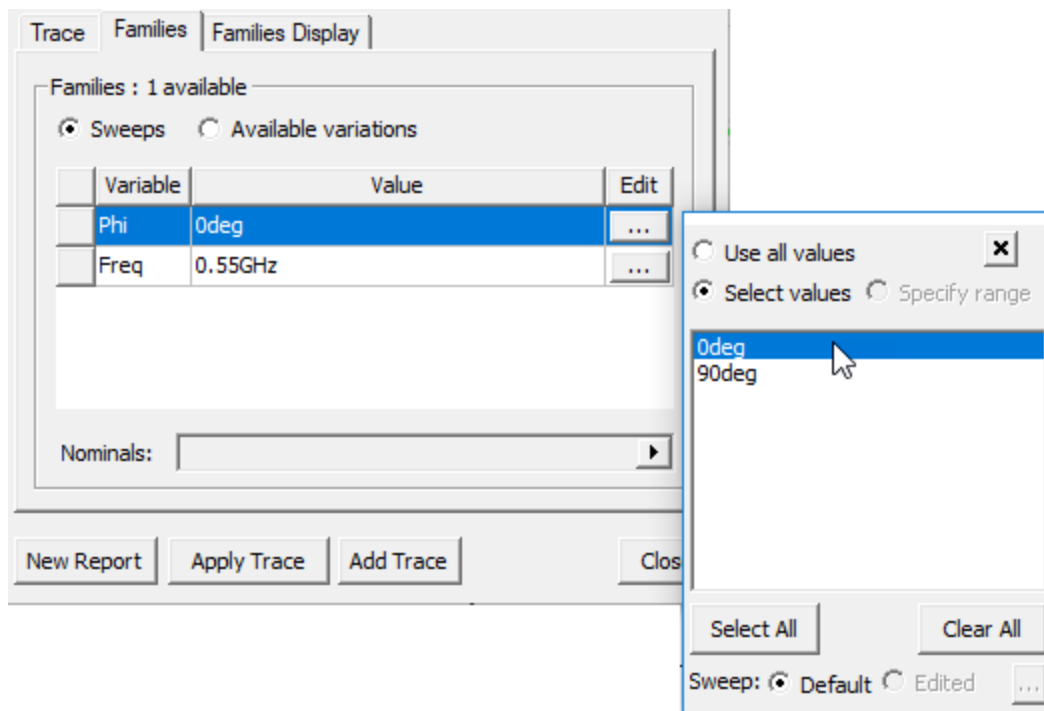 Trace Families Families Display
Families : 1 available
Sweeps Available variations
Variable Value Edit
Phi 0deg ...
Freq 0.55GHz ...
Nominals:
New Report Apply Trace Add Trace Clos
Use all values
Select values Specify range
0deg
90deg
Select All Clear All
Sweep: Default Edited ...